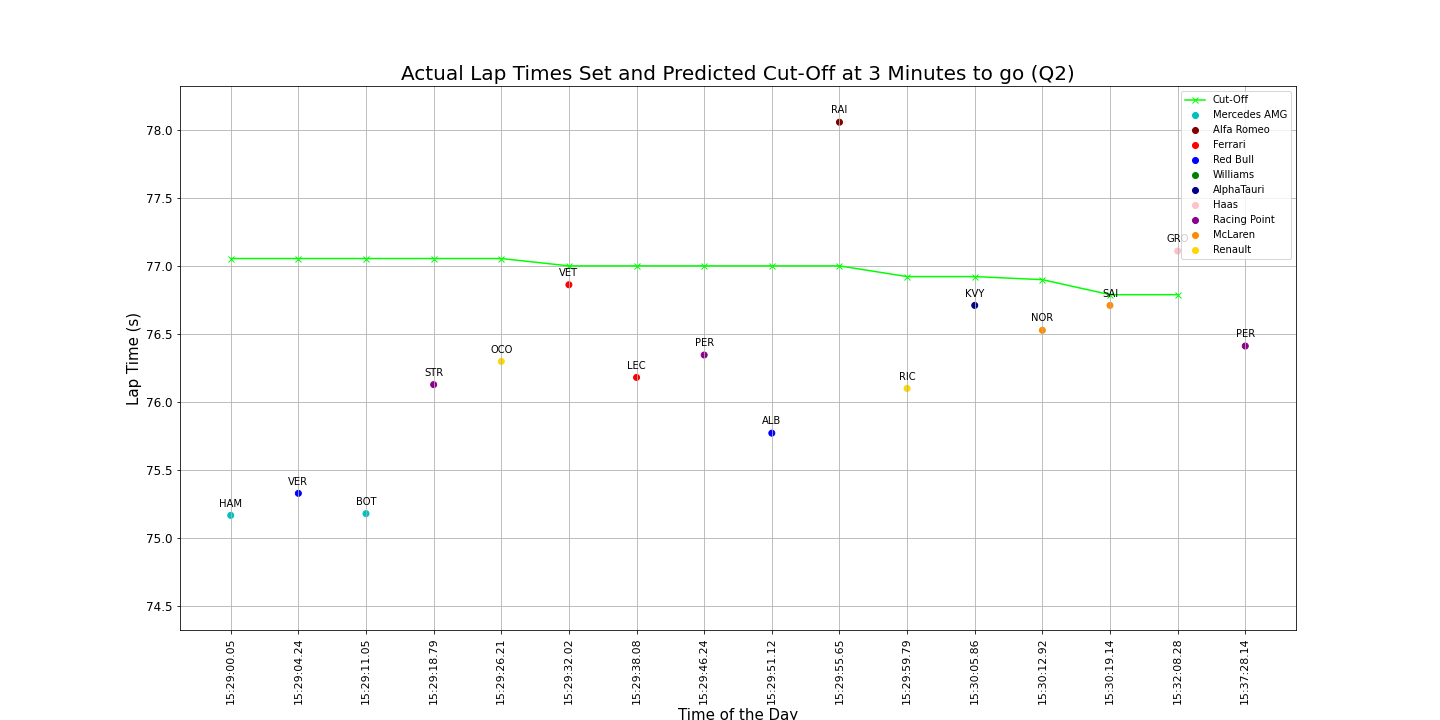 Actual Lap Times Set and Predicted Cut-Off at 3 Minutes to go (Q2)
Cut-Off
Mercedes AMG
Alfa Romeo
Ferrari
Red Bull
Williams
AlphaTauri
Haas
Racing Point
McLaren
Renault
RAI
GRO
VET
KVY
SAI
NOR
PER
PER
OCO
LEC
STR
RIC
ALB
HAM
VER
BOT
78.0
77.5
77.0
76.5
76.0
75.5
75.0
74.5
Lap Time (s)
15:29:00.05
15:29:04.24
15:29:11.05
15:29:18.79
15:29:26.21
15:29:32.02
15:29:38.08
15:29:46.24
15:29:51.12
15:29:55.65
15:29:59.79
15:30:05.86
15:30:12.92
15:30:19.14
15:32:08.28
15:37:28.14
Time of the Day